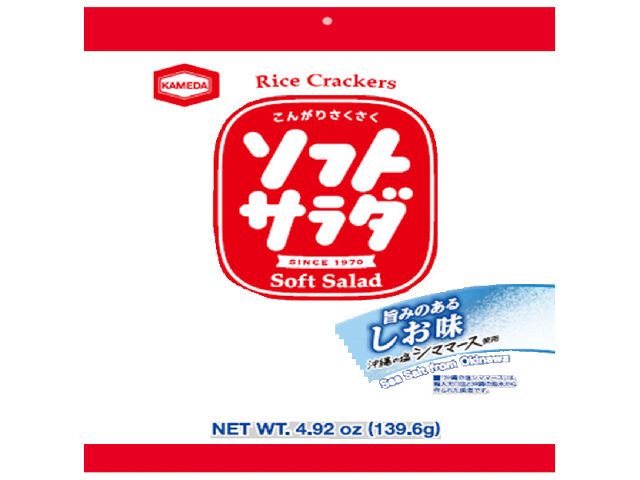 KAMEDA
Rice Crackers
こんがりさくさく
ソフト
サラダ
SINCE 1970
Soft Salad
旨みのある
しお味
沖縄の塩シママース使用
Sea Salt from Okinawa
NET WT. 4.92 oz (139.6g)